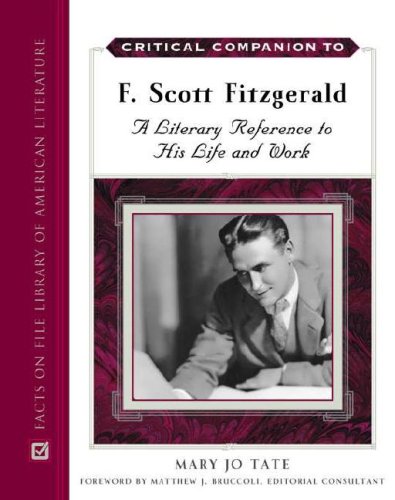 CRITICAL COMPANION TO
F. Scott Fitzgerald
A Literary Reference to
His Life and Work
MARY JO TATE
FOREWORD BY MATTHEW J. BRUCCOLI, EDITORIAL CONSULTANT
FACTS ON FILE LIBRARY OF AMERICAN LITERATURE